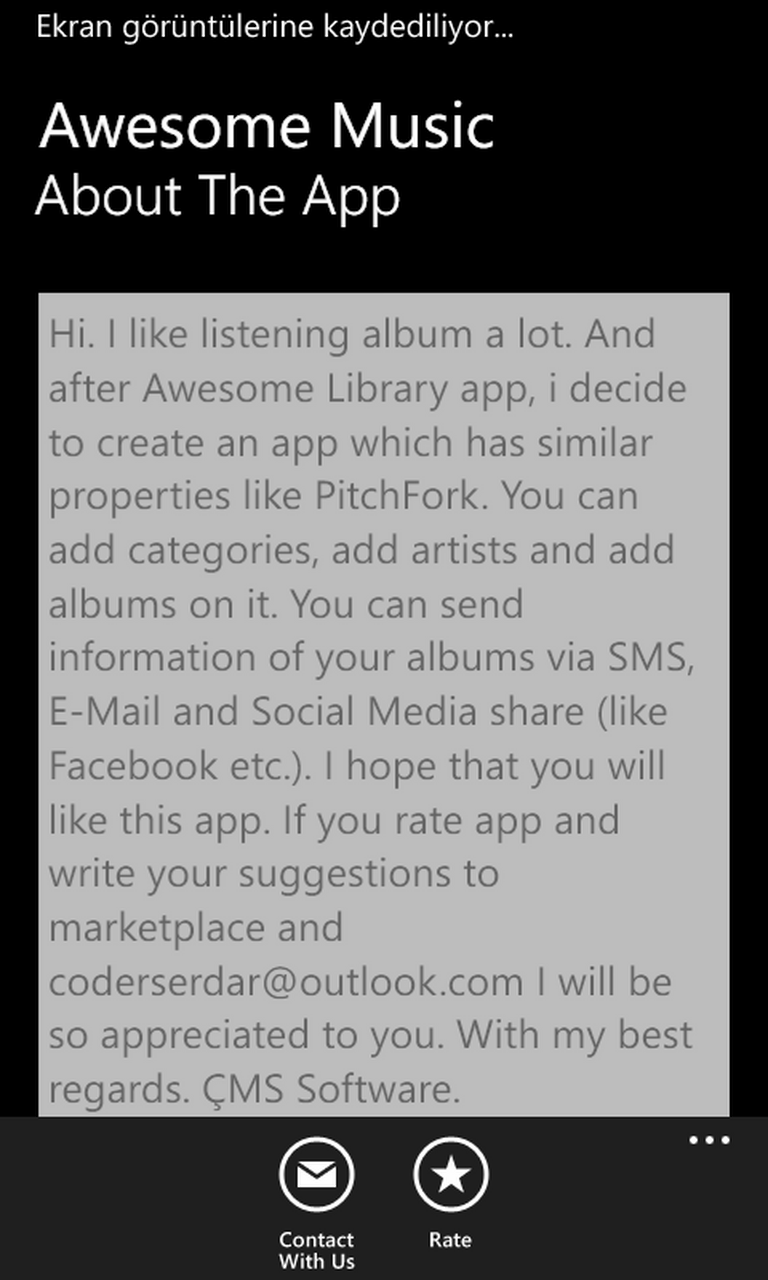 Ekran görüntülerine kaydediliyor...
Awesome Music
About The App
Hi. I like listening album a lot. And
after Awesome Library app, i decide
to create an app which has similar
properties like PitchFork. You can
add categories, add artists and add
albums on it. You can send
information of your albums via SMS,
E-Mail and Social Media share (like
Facebook etc.). I hope that you will
like this app. If you rate app and
write your suggestions to
marketplace and
coderserdar@outlook.com I will be
so appreciated to you. With my best
regards. ÇMS Software.
Contact
With Us
Rate